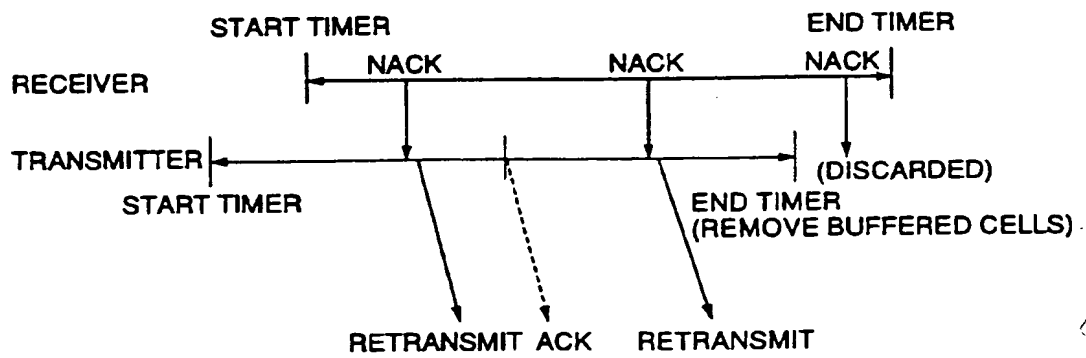 START TIMER
END TIMER
NACK
NACK
NACK
RECEIVER
TRANSMITTER
(DISCARDED)
START TIMER
END TIMER
(REMOVE BUFFERED CELLS)
RETRANSMIT
ACK
RETRANSMIT